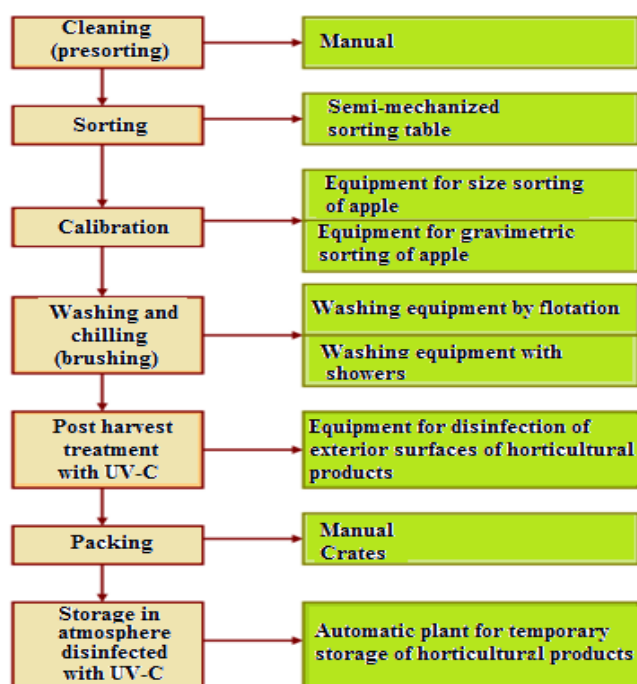 Cleaning
(presorting)
Manual
Sorting
Semi-mechanized
sorting table
Calibration
Equipment for size sorting
of apple
Equipment for gravimetric
sorting of apple
Washing and
chilling
(brushing)
Washing equipment by flotation
Washing equipment with
showers
Post harvest
treatment
with UV-C
Equipment for disinfection of
exterior surfaces of horticultural
products
Packing
Manual
Crates
Storage in
atmosphere
disinfected
with UV-C
Automatic plant for temporary
storage of horticultural products